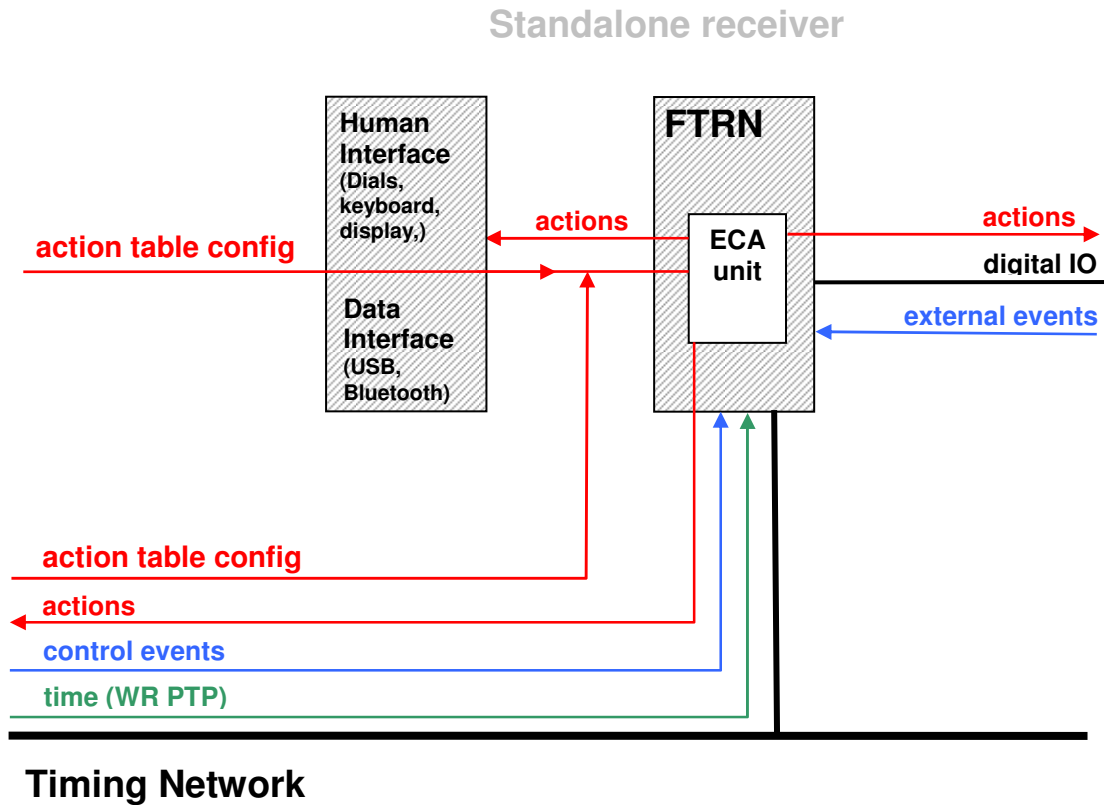 Standalone receiver
Human
Interface
(Dials,
keyboard,
display,)
Data
Interface
(USB,
Bluetooth)
FTRN
ECA
unit
action table config
actions
actions
digital IO
external events
action table config
actions
control events
time (WR PTP)
Timing Network